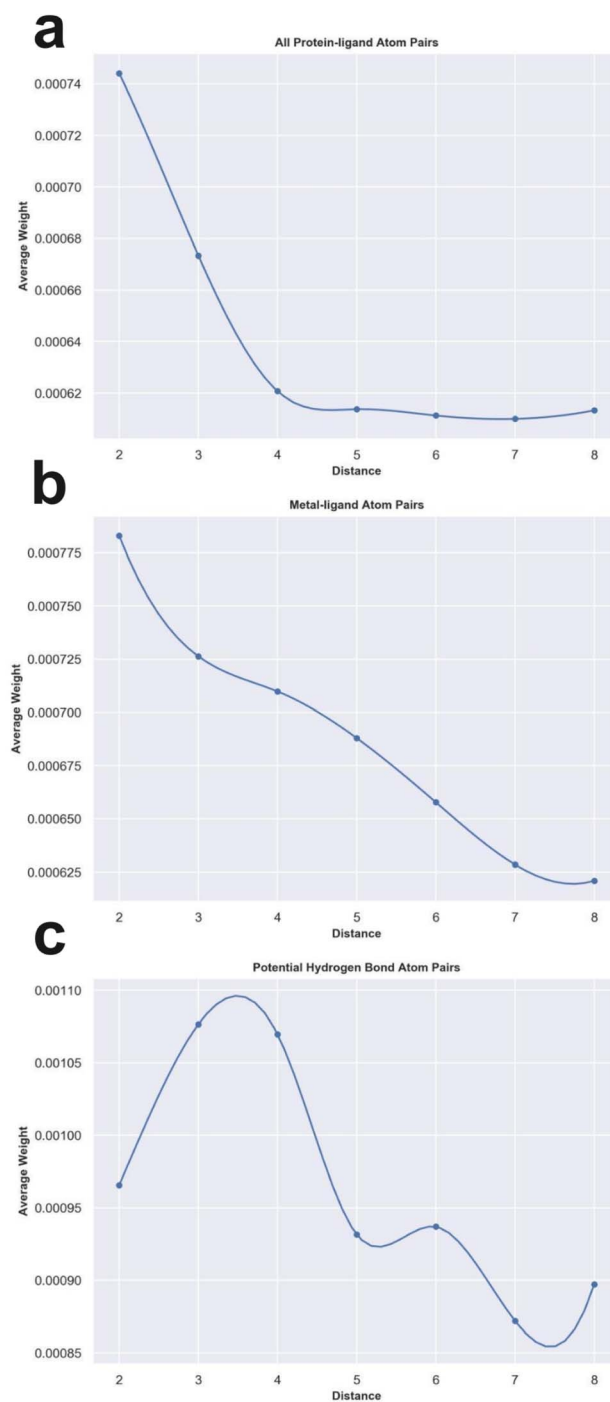 a
All Protein-ligand Atom Pairs
0.00074
0.00072
0.00070
0.00068
0.00066
0.00064
0.00062
Average Weight
2 3 4 5 6 7 8
Distance
b
Metal-ligand Atom Pairs
0.000775
0.000750
0.000725
0.000700
0.000675
0.000650
0.000625
Average Weight
2 3 4 5 6 7 8
Distance
c
Potential Hydrogen Bond Atom Pairs
0.00110
0.00105
0.00100
0.00095
0.00090
0.00085
Average Weight
2 3 4 5 6 7 8
Distance